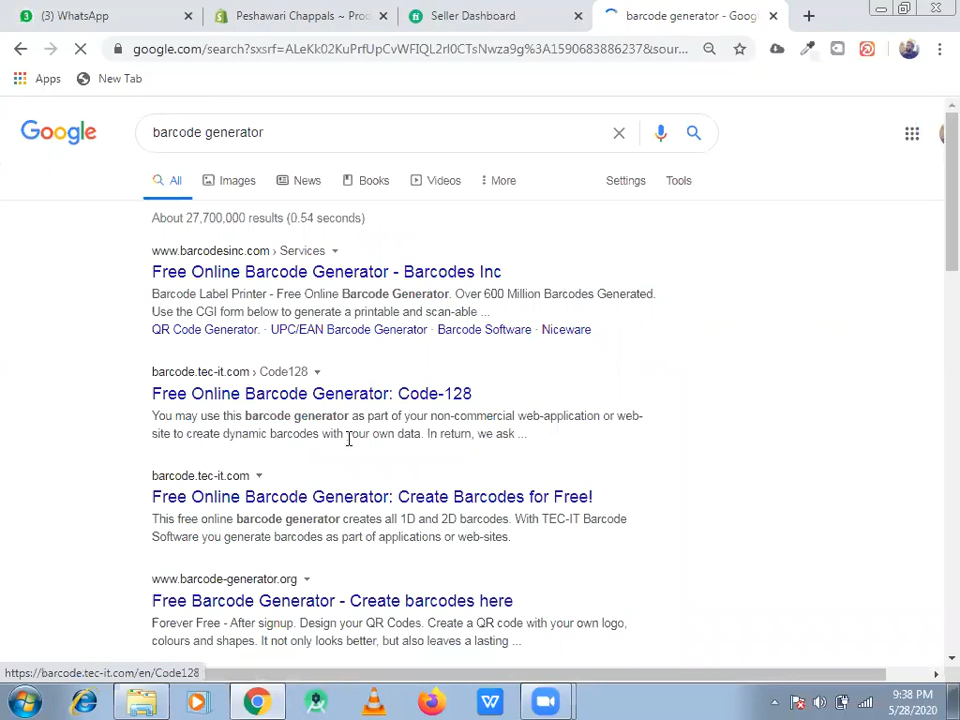 (3) WhatsApp
Peshawari Chappals ~ Prod
Seller Dashboard
barcode generator - Goog
google.com/search?sxsrf=ALeKk02KuPrfUpCvWFIQL2rI0CTsNwza9g%3A1590683886237&sour...
Apps
New Tab
Google
barcode generator
All
Images
News
Books
Videos
More
Settings
Tools
About 27,700,000 results (0.54 seconds)
www.barcodesinc.com › Services
Free Online Barcode Generator - Barcodes Inc
Barcode Label Printer - Free Online Barcode Generator. Over 600 Million Barcodes Generated.
Use the CGI form below to generate a printable and scan-able ...
QR Code Generator. · UPC/EAN Barcode Generator · Barcode Software · Niceware
barcode.tec-it.com › Code128
Free Online Barcode Generator: Code-128
You may use this barcode generator as part of your non-commercial web-application or web-
site to create dynamic barcodes with your own data. In return, we ask ...
barcode.tec-it.com
Free Online Barcode Generator: Create Barcodes for Free!
This free online barcode generator creates all 1D and 2D barcodes. With TEC-IT Barcode
Software you generate barcodes as part of applications or web-sites.
www.barcode-generator.org
Free Barcode Generator - Create barcodes here
Forever Free - After signup. Design your QR Codes. Create a QR code with your own logo,
colours and shapes. It not only looks better, but also leaves a lasting ...
https://barcode.tec-it.com/en/Code128
9:38 PM
5/28/2020